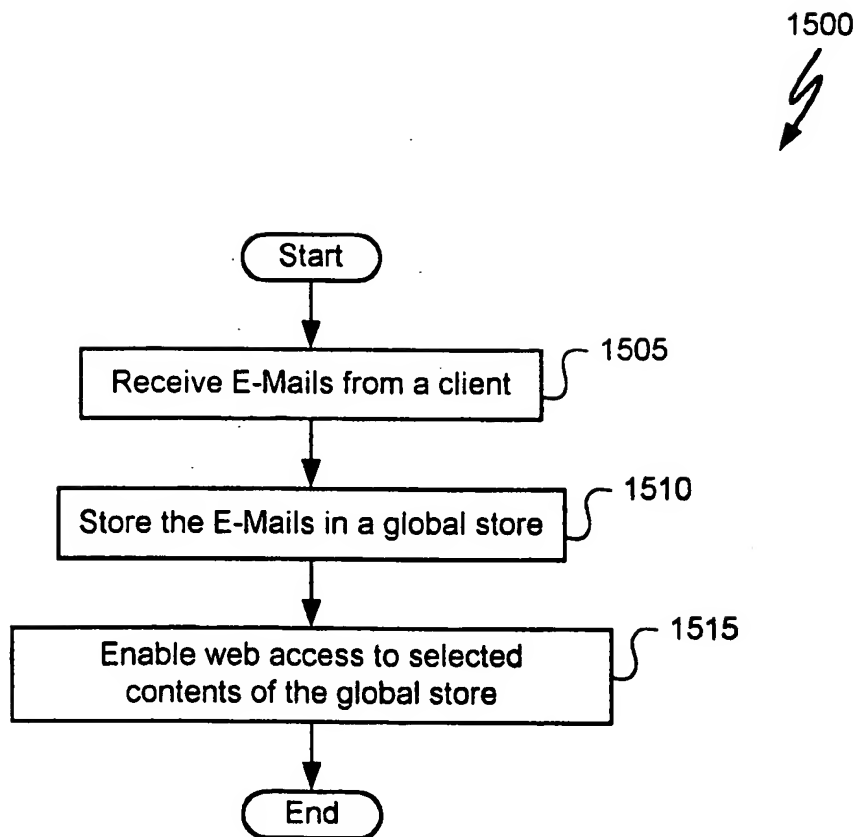 1500
Start
Receive E-Mails from a client
1505
Store the E-Mails in a global store
1510
Enable web access to selected
contents of the global store
1515
End